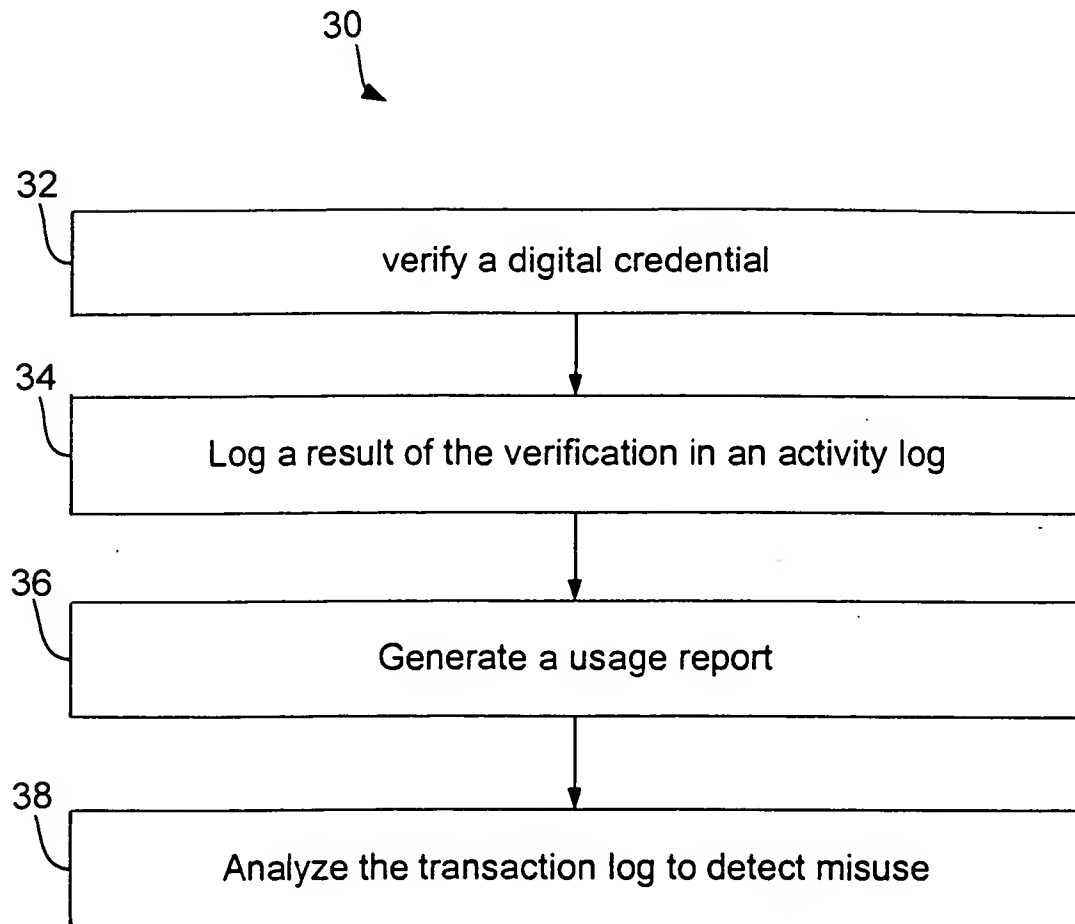 30
32
verify a digital credential
34
Log a result of the verification in an activity log
36
Generate a usage report
38
Analyze the transaction log to detect misuse